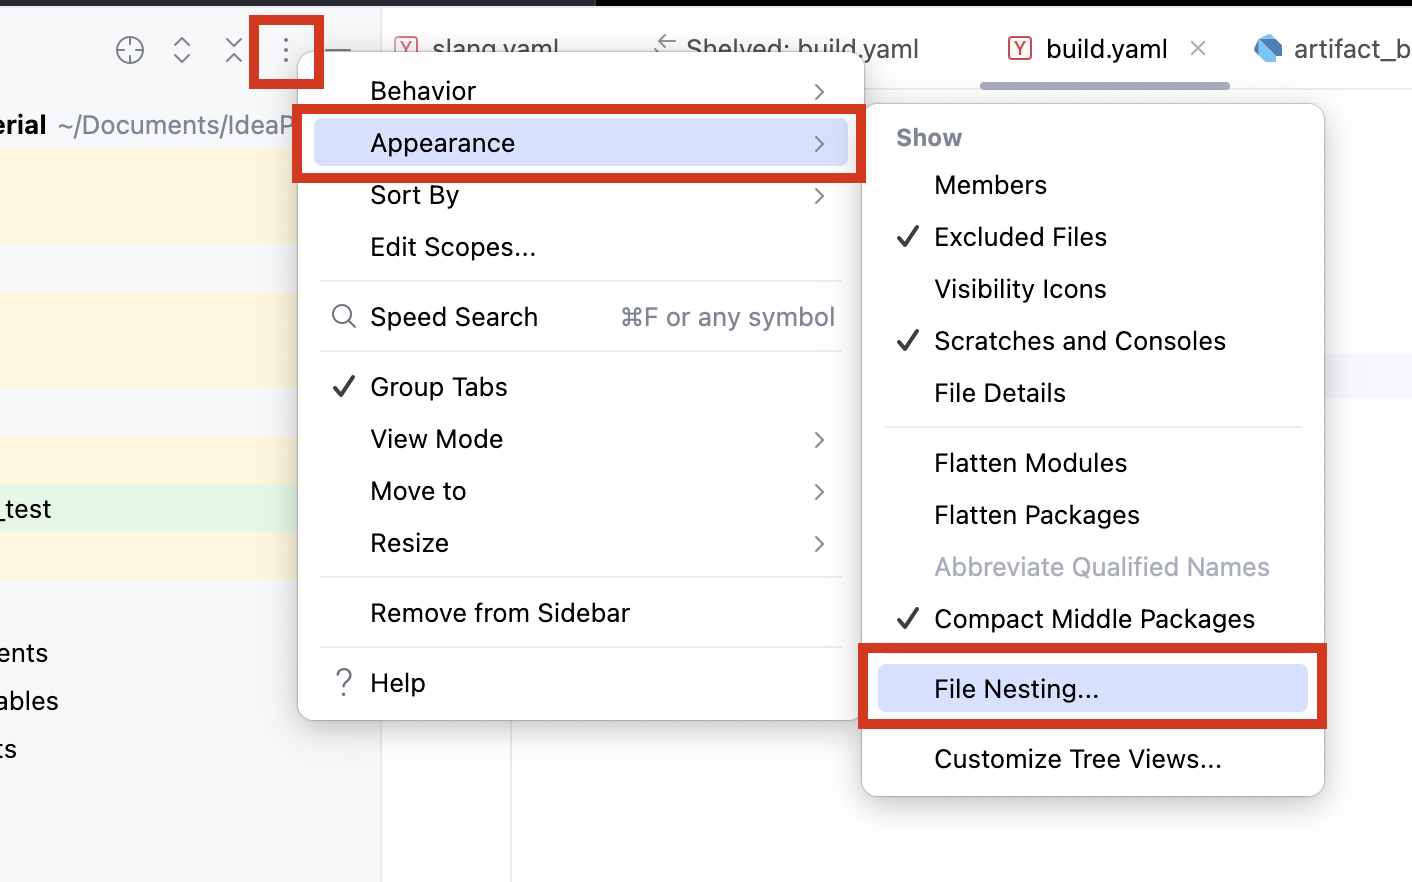 slang.yaml
Shelved: build.yaml
build.yaml
artifact_b
erial ~/Documents/IdeaP
_test
ents
ables
ts
Behavior
Appearance
Sort By
Edit Scopes...
Speed Search ⌘F or any symbol
Group Tabs
View Mode
Move to
Resize
Remove from Sidebar
? Help
Show
Members
Excluded Files
Visibility Icons
Scratches and Consoles
File Details
Flatten Modules
Flatten Packages
Abbreviate Qualified Names
Compact Middle Packages
File Nesting...
Customize Tree Views...